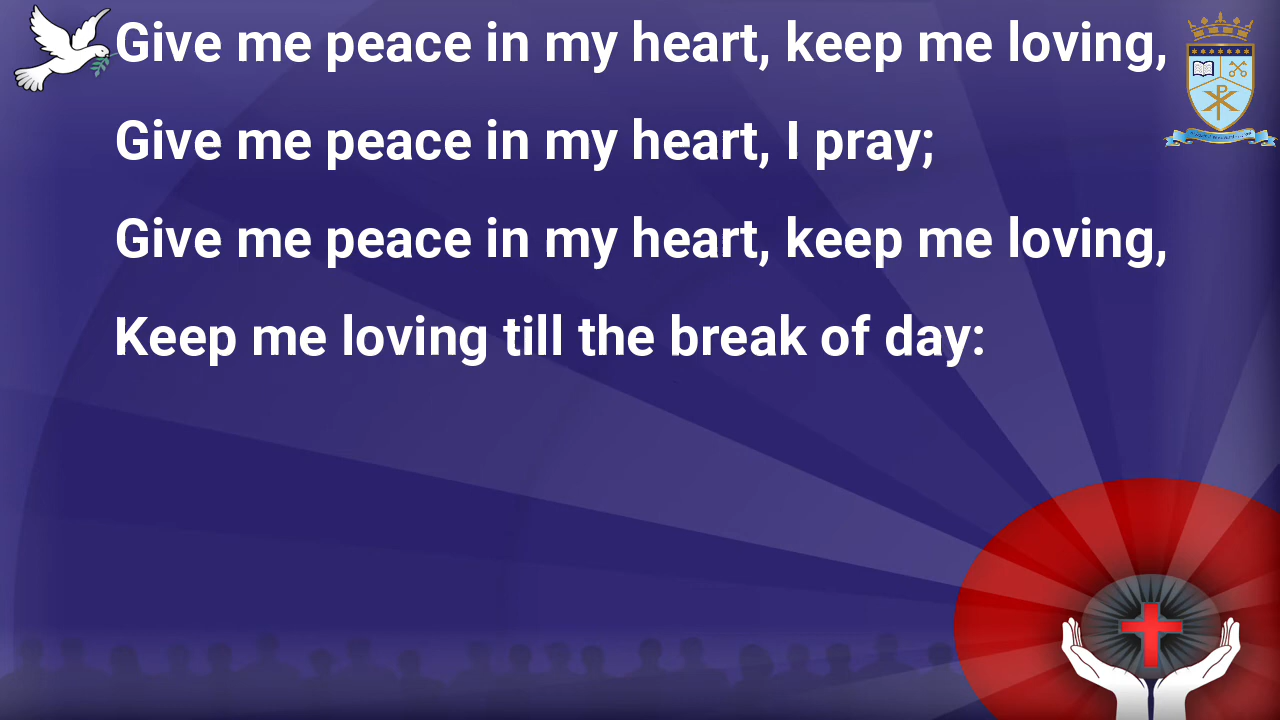 Give me peace in my heart, keep me loving,
Give me peace in my heart, I pray;
Give me peace in my heart, keep me loving,
Keep me loving till the break of day: